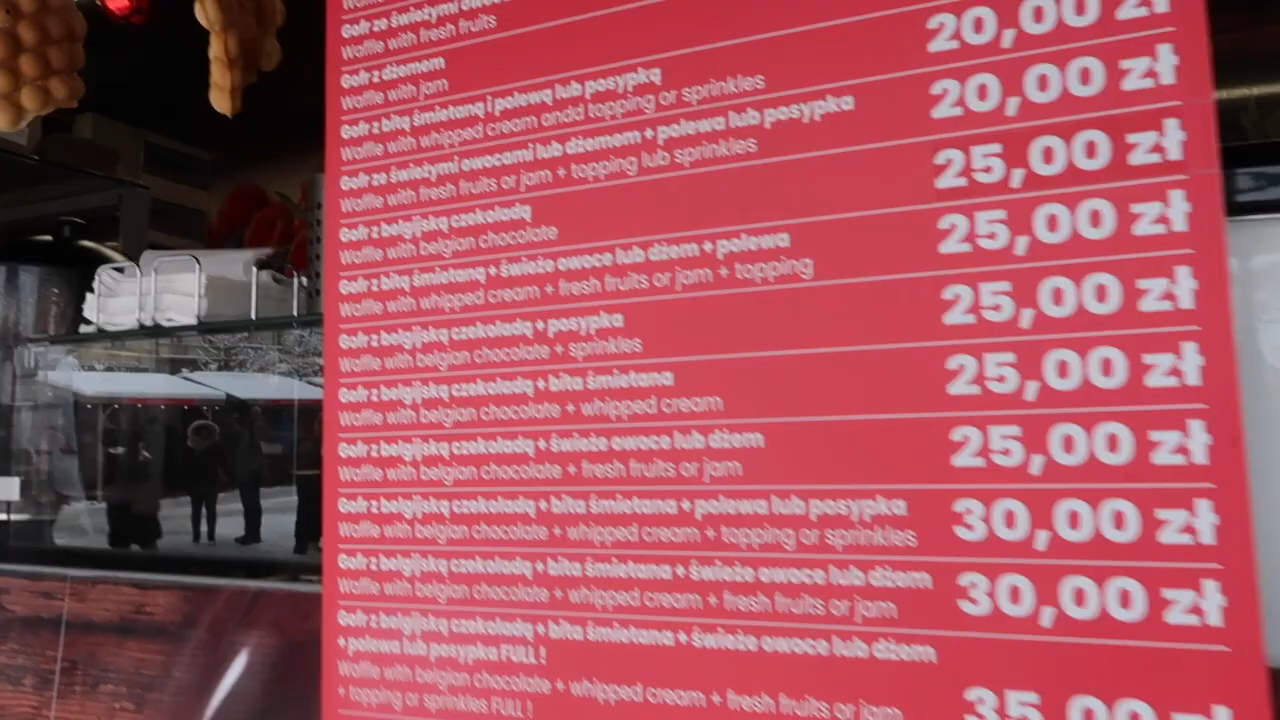 Gofr ze świeżymi owoc
Waffle with fresh fruits
Gofr z dżemem
Waffle with jam
Gofr z bitą śmietaną i polewą lub posypką
Waffle with whipped cream andd topping or sprinkles
20,00 zł
Gofr ze świeżymi owocami lub dżemem + polewa lub posypka
Waffle with fresh fruits or jam + topping lub sprinkles
20,00 zł
Gofr z belgijską czekoladą
Waffle with belgian chocolate
25,00 zł
Gofr z bitą śmietaną + świeże owoce lub dżem + polewa
Waffle with whipped cream + fresh fruits or jam + topping
25,00 zł
Gofr z belgijską czekoladą + posypka
Waffle with belgian chocolate + sprinkles
25,00 zł
Gofr z belgijską czekoladą + bita śmietana
Waffle with belgian chocolate + whipped cream
25,00 zł
Gofr z belgijską czekoladą + świeże owoce lub dżem
Waffle with belgian chocolate + fresh fruits or jam
25,00 zł
Gofr z belgijską czekoladą + bita śmietana + polewa lub posypka
Waffle with belgian chocolate + whipped cream + topping or sprinkles
30,00 zł
Gofr z belgijską czekoladą + bita śmietana + świeże owoce lub dżem
Waffle with belgian chocolate + whipped cream + fresh fruits or jam
30,00 zł
Gofr z belgijską czekoladą + bita śmietana + świeże owoce lub dżem
+ polewa lub posypka FULL!
Waffle with belgian chocolate + whipped cream + fresh fruits or jam
+ topping or sprinkles FULL!
35,00 zł